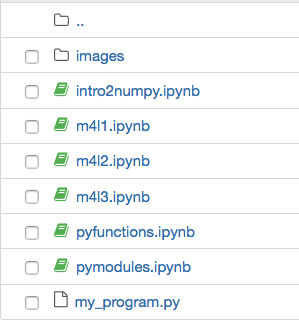 ..
images
intro2numpy.ipynb
m4l1.ipynb
m4l2.ipynb
m4l3.ipynb
pyfunctions.ipynb
pymodules.ipynb
my_program.py